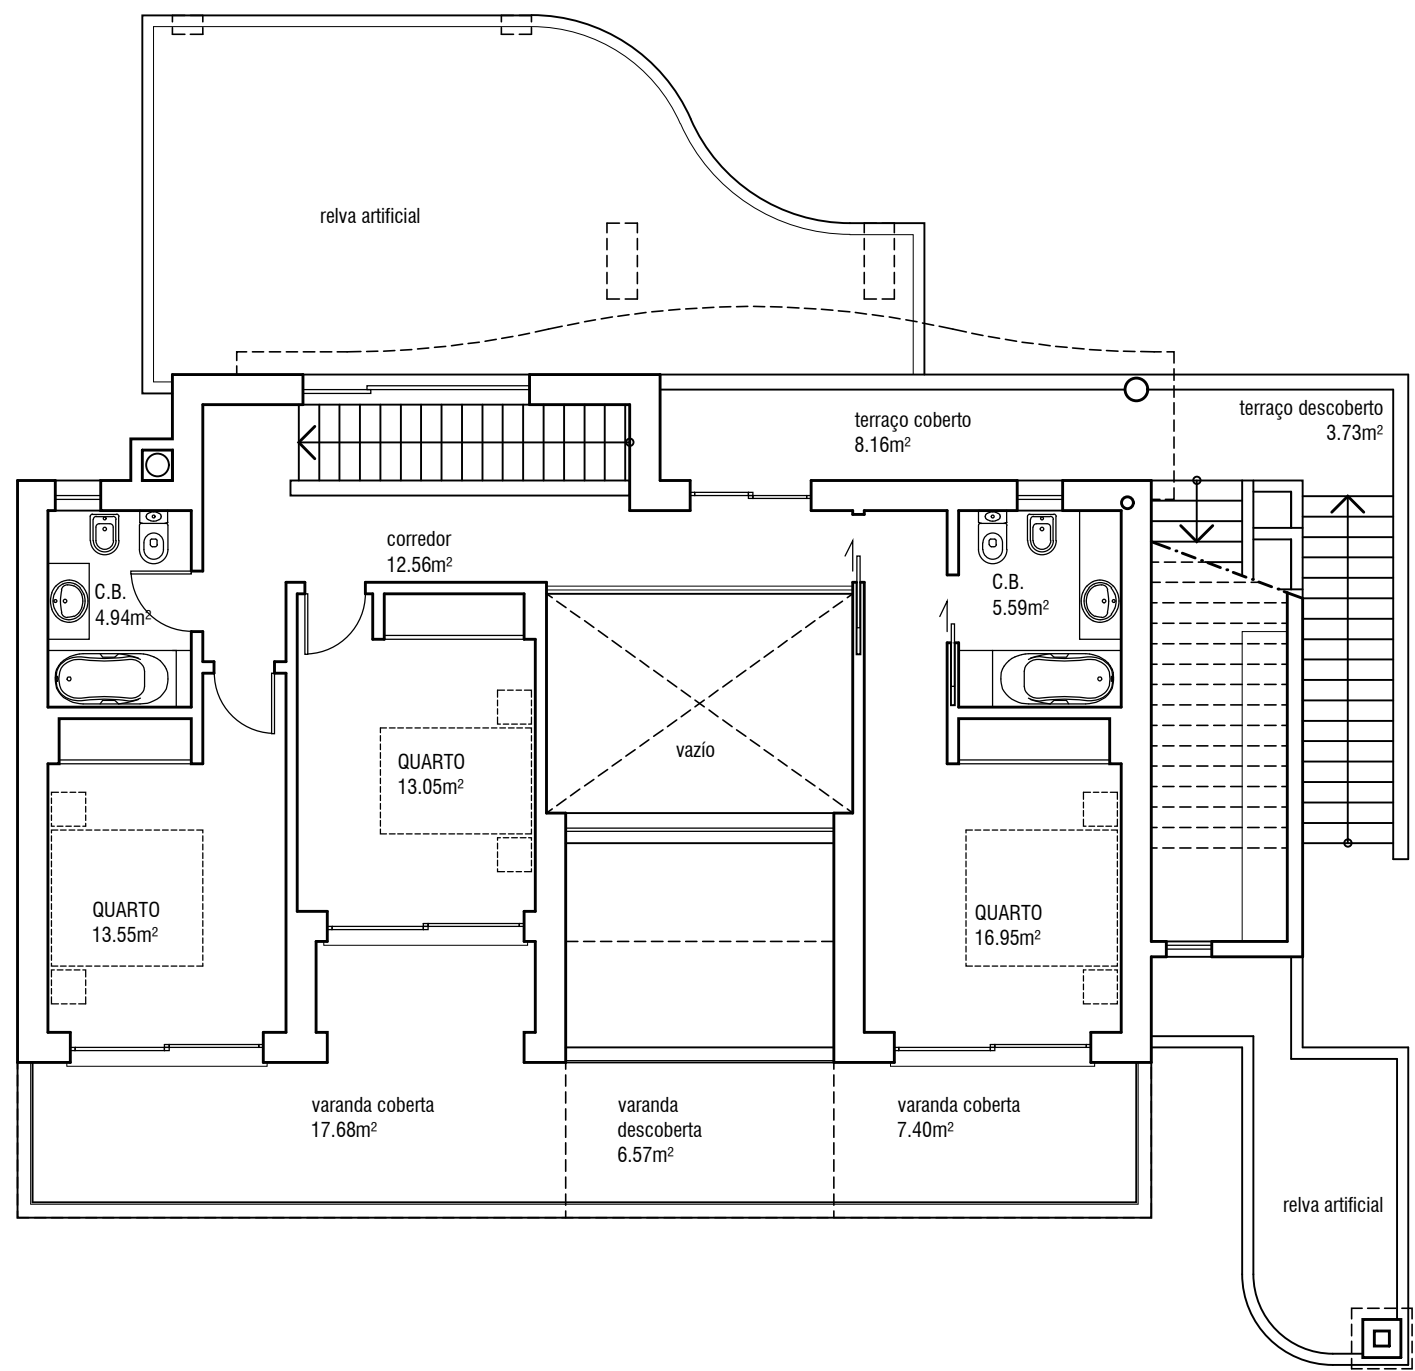 relva artificial
terraço coberto
8.16m²
terraço descoberto
3.73m²
corredor
12.56m²
C.B.
4.94m²
C.B.
5.59m²
vazío
QUARTO
13.05m²
QUARTO
13.55m²
QUARTO
16.95m²
varanda coberta
17.68m²
varanda
descoberta
6.57m²
varanda coberta
7.40m²
relva artificial